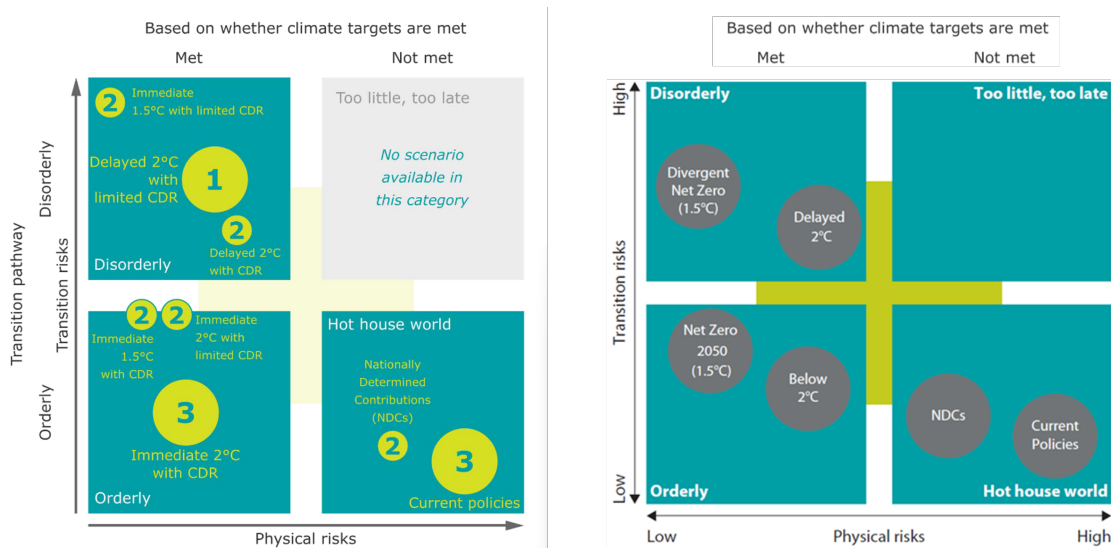 Based on whether climate targets are met
Met
Not met
Transition pathway
Transition risks
Disorderly
Orderly
2
Immediate
1.5°C with limited CDR
Delayed 2°C
with
limited CDR
1
2
Delayed 2°C
with CDR
Disorderly
Too little, too late
No scenario
available in
this category
2
2
Immediate
1.5°C
with CDR
Immediate
2°C with
limited CDR
3
Immediate 2°C
with CDR
Orderly
Hot house world
Nationally
Determined
Contributions
(NDCs)
2
3
Current policies
Physical risks
Based on whether climate targets are met
Met
Not met
High
Transition risks
Low
Disorderly
Divergent
Net Zero
(1.5°C)
Delayed
2°C
Too little, too late
Net Zero
2050
(1.5°C)
Below
2°C
Orderly
NDCs
Current
Policies
Hot house world
Low
Physical risks
High